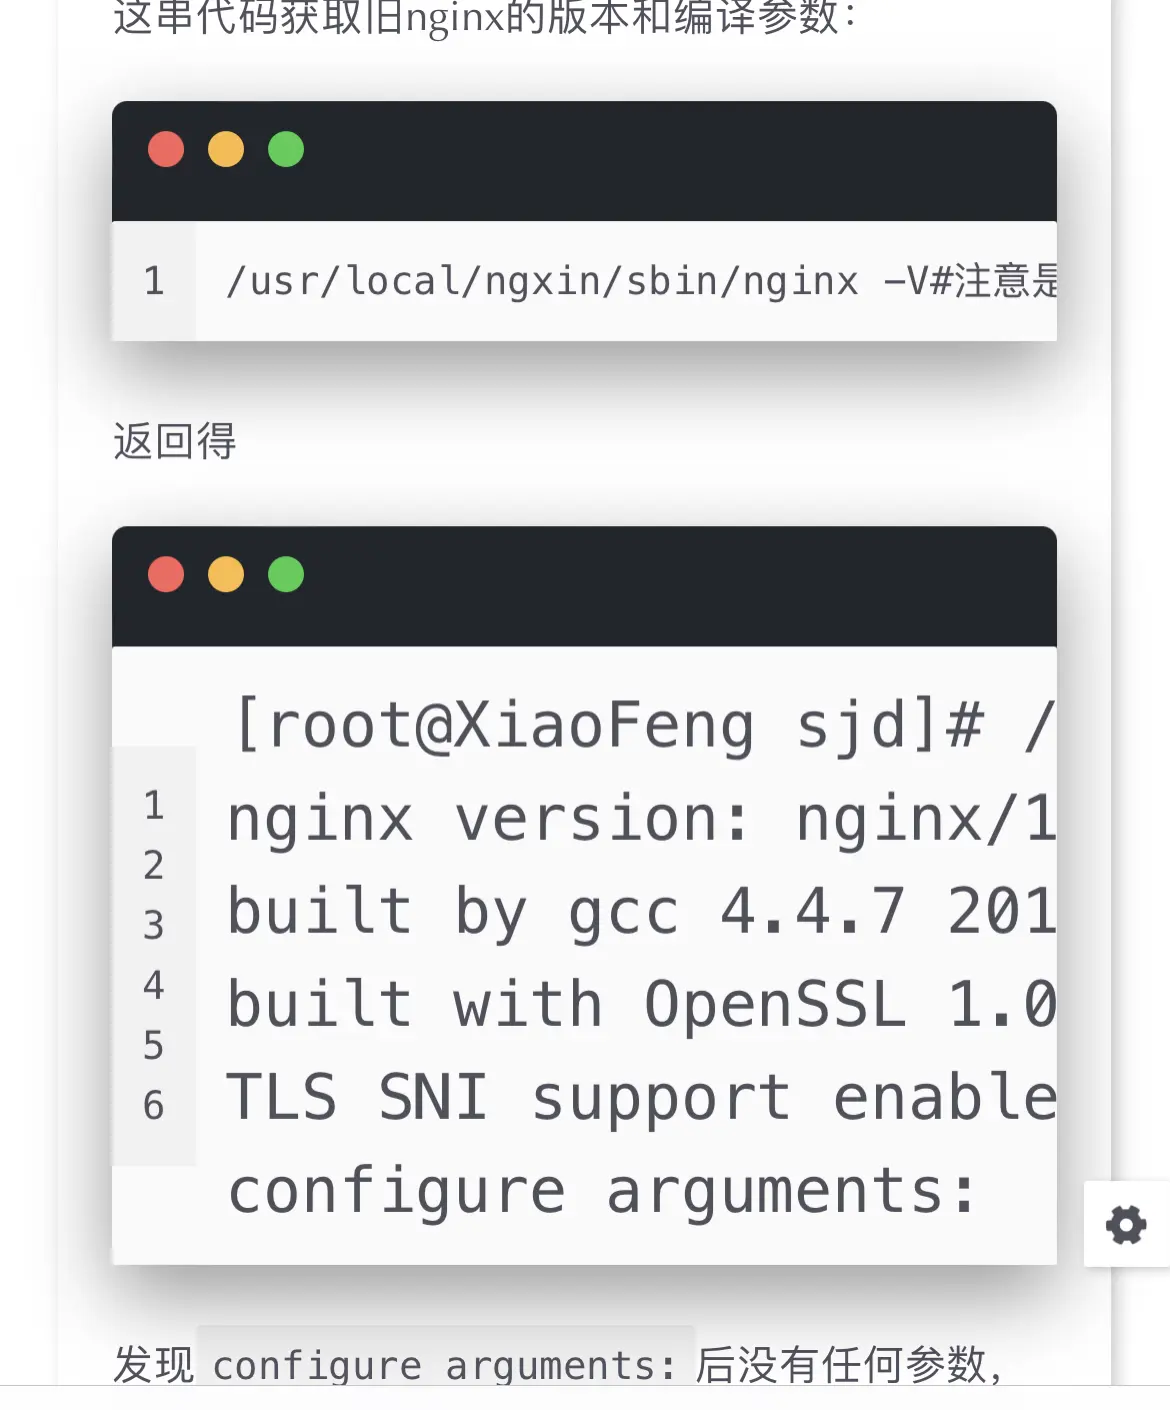 这串代码获取旧nginx的版本和编译参数：
1 /usr/local/ngxin/sbin/nginx –V#注意是
返回得
[root@XiaoFeng sjd]# /
1
nginx version: nginx/1
2
built by gcc 4.4.7 201
3
built with OpenSSL 1.0
4
5
TLS SNI support enable
6
configure arguments:
发现 configure arguments: 后没有任何参数，